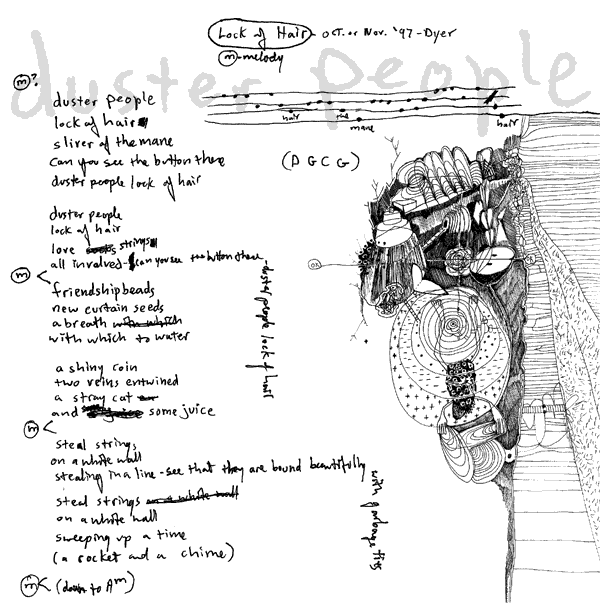 Lock of Hair - Oct. or Nov. '97 - Dyer
m - melody
duster people
m?
duster people
lock of hair
sliver of the mane
can you see the button there
duster people lock of hair
hair the mane hair
(D G C G)
duster people
lock of hair
love strings
all involved - can you see the button there
m <
friendship beads
new curtain seeds
a breath with which
with which to water
duster people lock of hair
ON
a shiny coin
two veins entwined
a stray cat
and some juice
m <
steal strings
on a white wall
stealing in a line - see that they are bound beautifully
with garbage ties
steal strings on a white wall
on a white wall
sweeping up a time
(a rocket and a chime)
m < (down to Am)